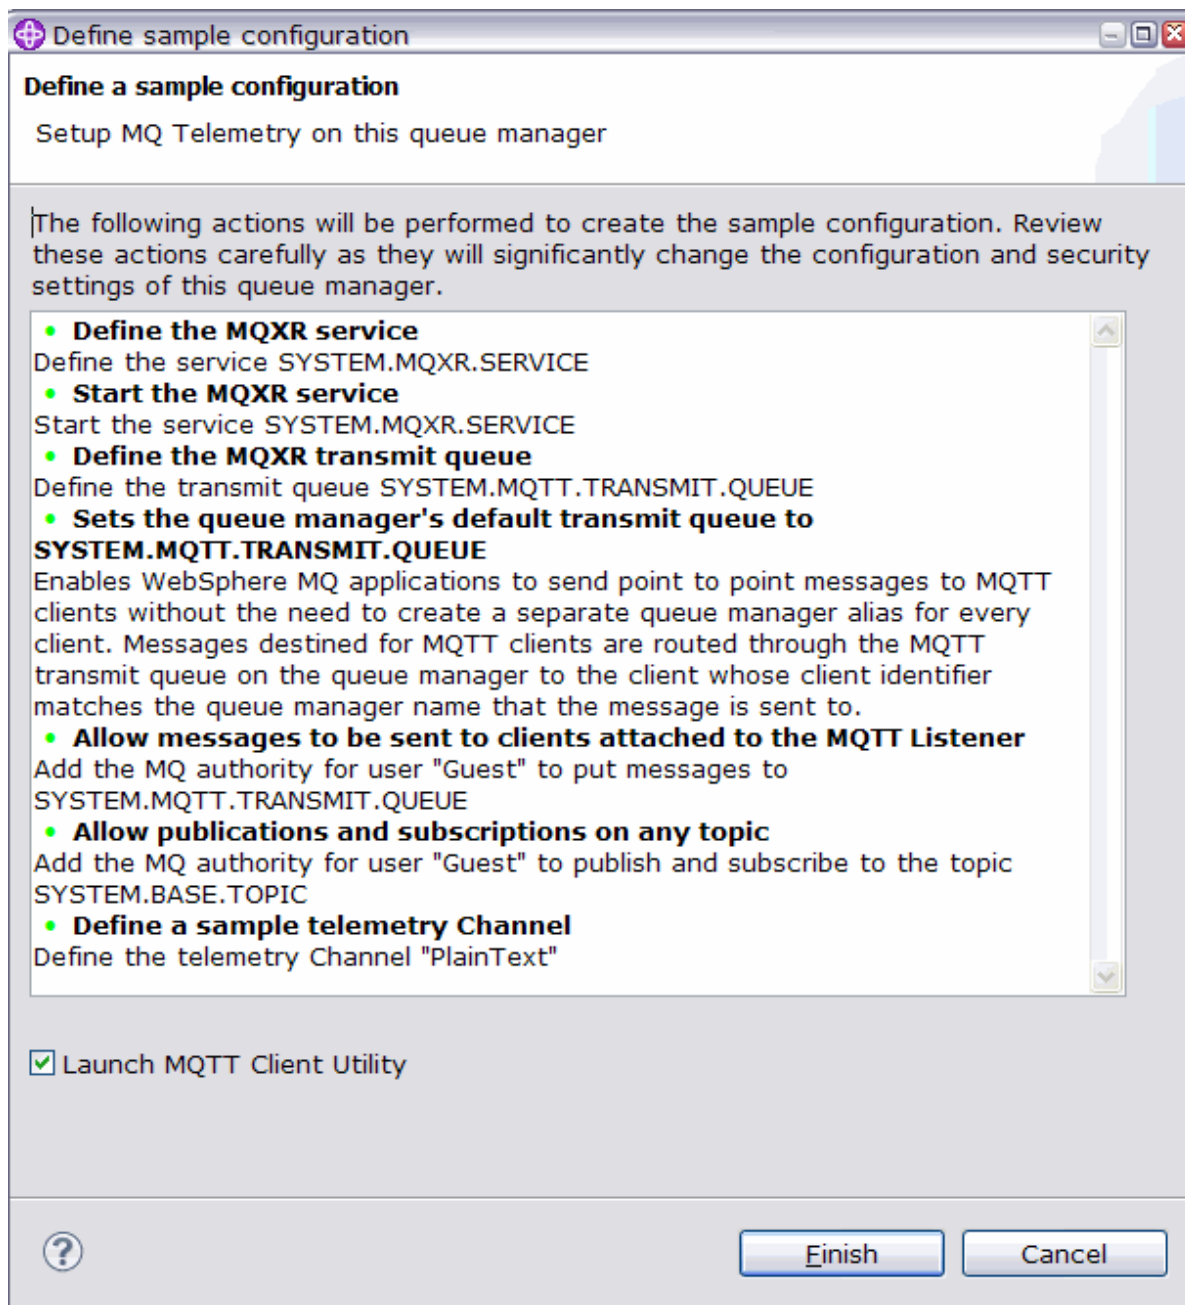 Define sample configuration
Define a sample configuration
Setup MQ Telemetry on this queue manager
The following actions will be performed to create the sample configuration. Review
these actions carefully as they will significantly change the configuration and security
settings of this queue manager.
• Define the MQXR service
Define the service SYSTEM.MQXR.SERVICE
• Start the MQXR service
Start the service SYSTEM.MQXR.SERVICE
• Define the MQXR transmit queue
Define the transmit queue SYSTEM.MQTT.TRANSMIT.QUEUE
• Sets the queue manager's default transmit queue to
SYSTEM.MQTT.TRANSMIT.QUEUE
Enables WebSphere MQ applications to send point to point messages to MQTT
clients without the need to create a separate queue manager alias for every
client. Messages destined for MQTT clients are routed through the MQTT
transmit queue on the queue manager to the client whose client identifier
matches the queue manager name that the message is sent to.
• Allow messages to be sent to clients attached to the MQTT Listener
Add the MQ authority for user "Guest" to put messages to
SYSTEM.MQTT.TRANSMIT.QUEUE
• Allow publications and subscriptions on any topic
Add the MQ authority for user "Guest" to publish and subscribe to the topic
SYSTEM.BASE.TOPIC
• Define a sample telemetry Channel
Define the telemetry Channel "PlainText"
Launch MQTT Client Utility
?
Finish
Cancel